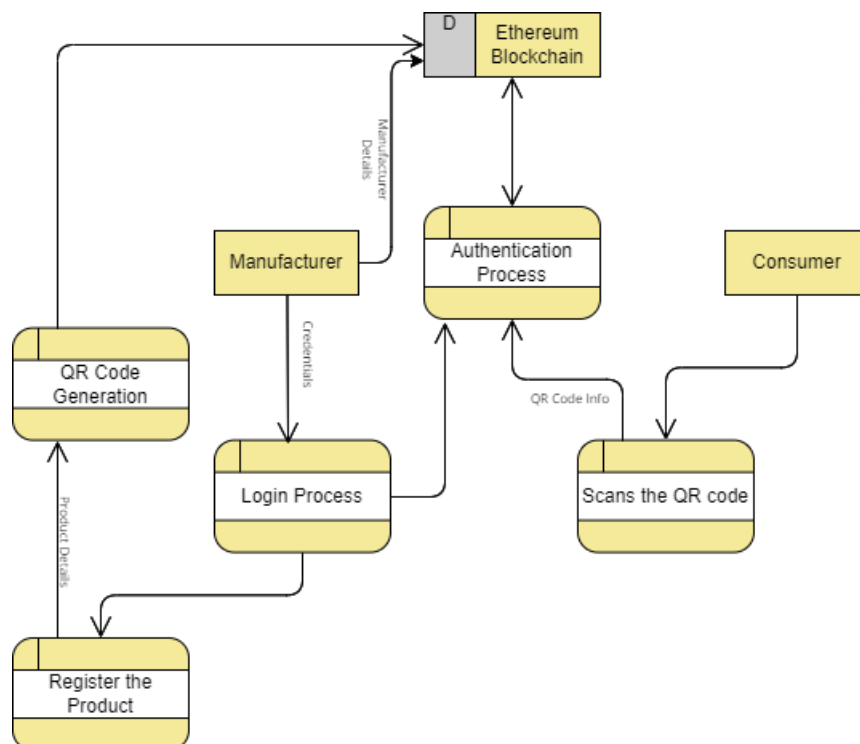 D
Ethereum
Blockchain
Manufacturer
Details
Manufacturer
Authentication
Process
Consumer
Credentials
QR Code
Generation
QR Code Info
Login Process
Scans the QR code
Product Details
Register the
Product